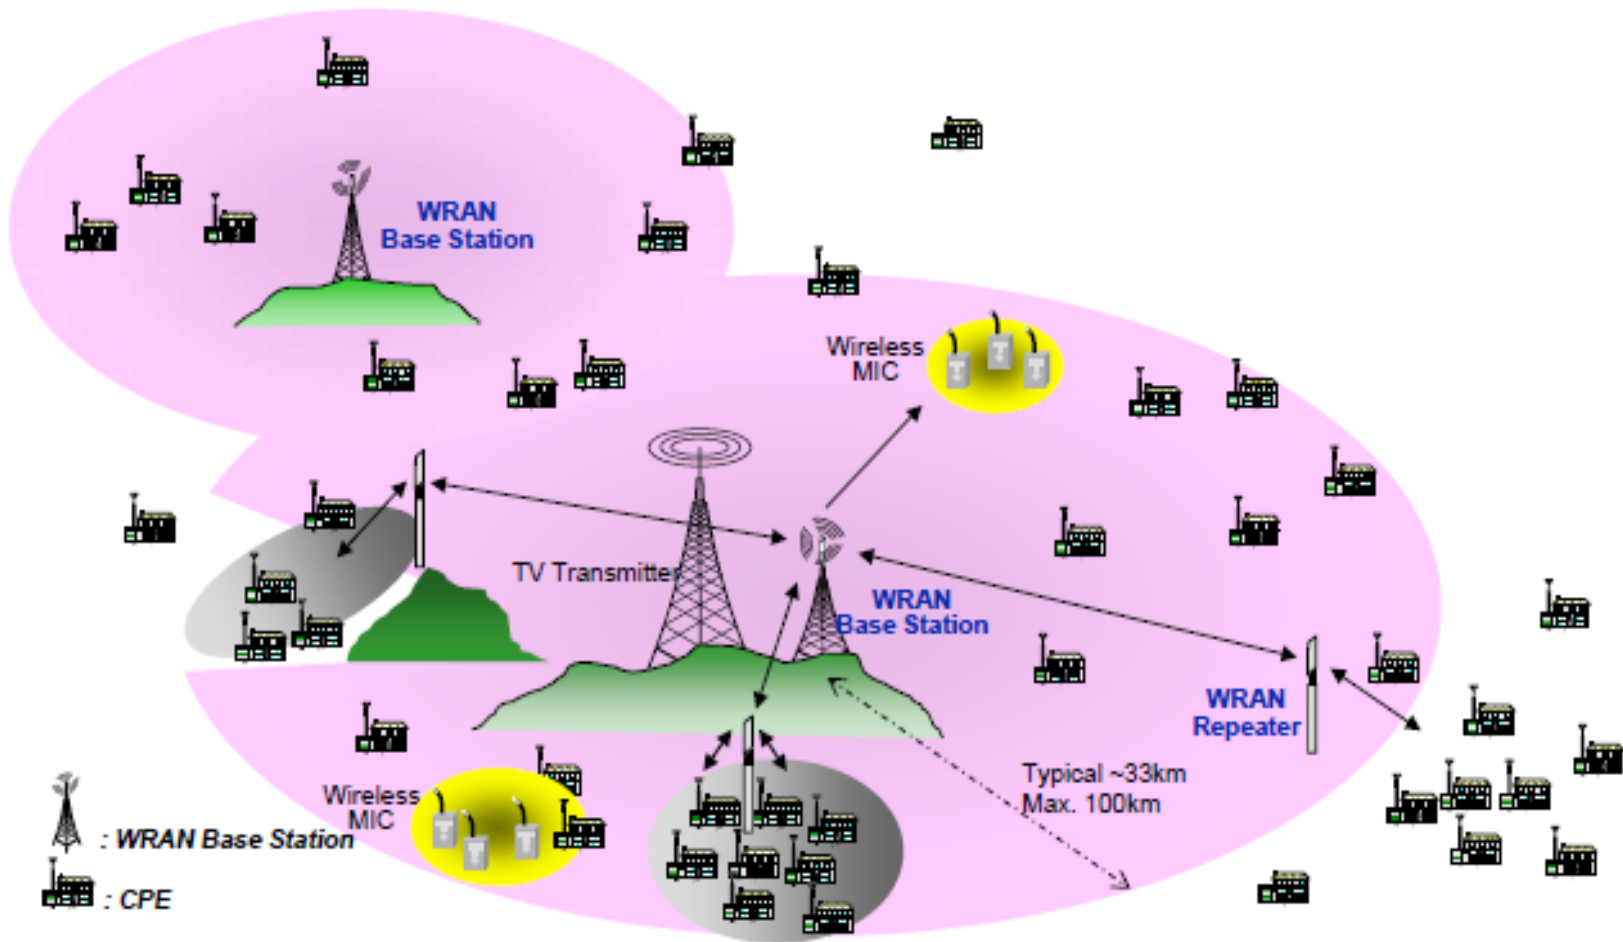 WRAN
Base Station
Wireless
MIC
TV Transmitter
WRAN
Base Station
WRAN
Repeater
Typical ~33km
Max. 100km
Wireless
MIC
: WRAN Base Station
: CPE